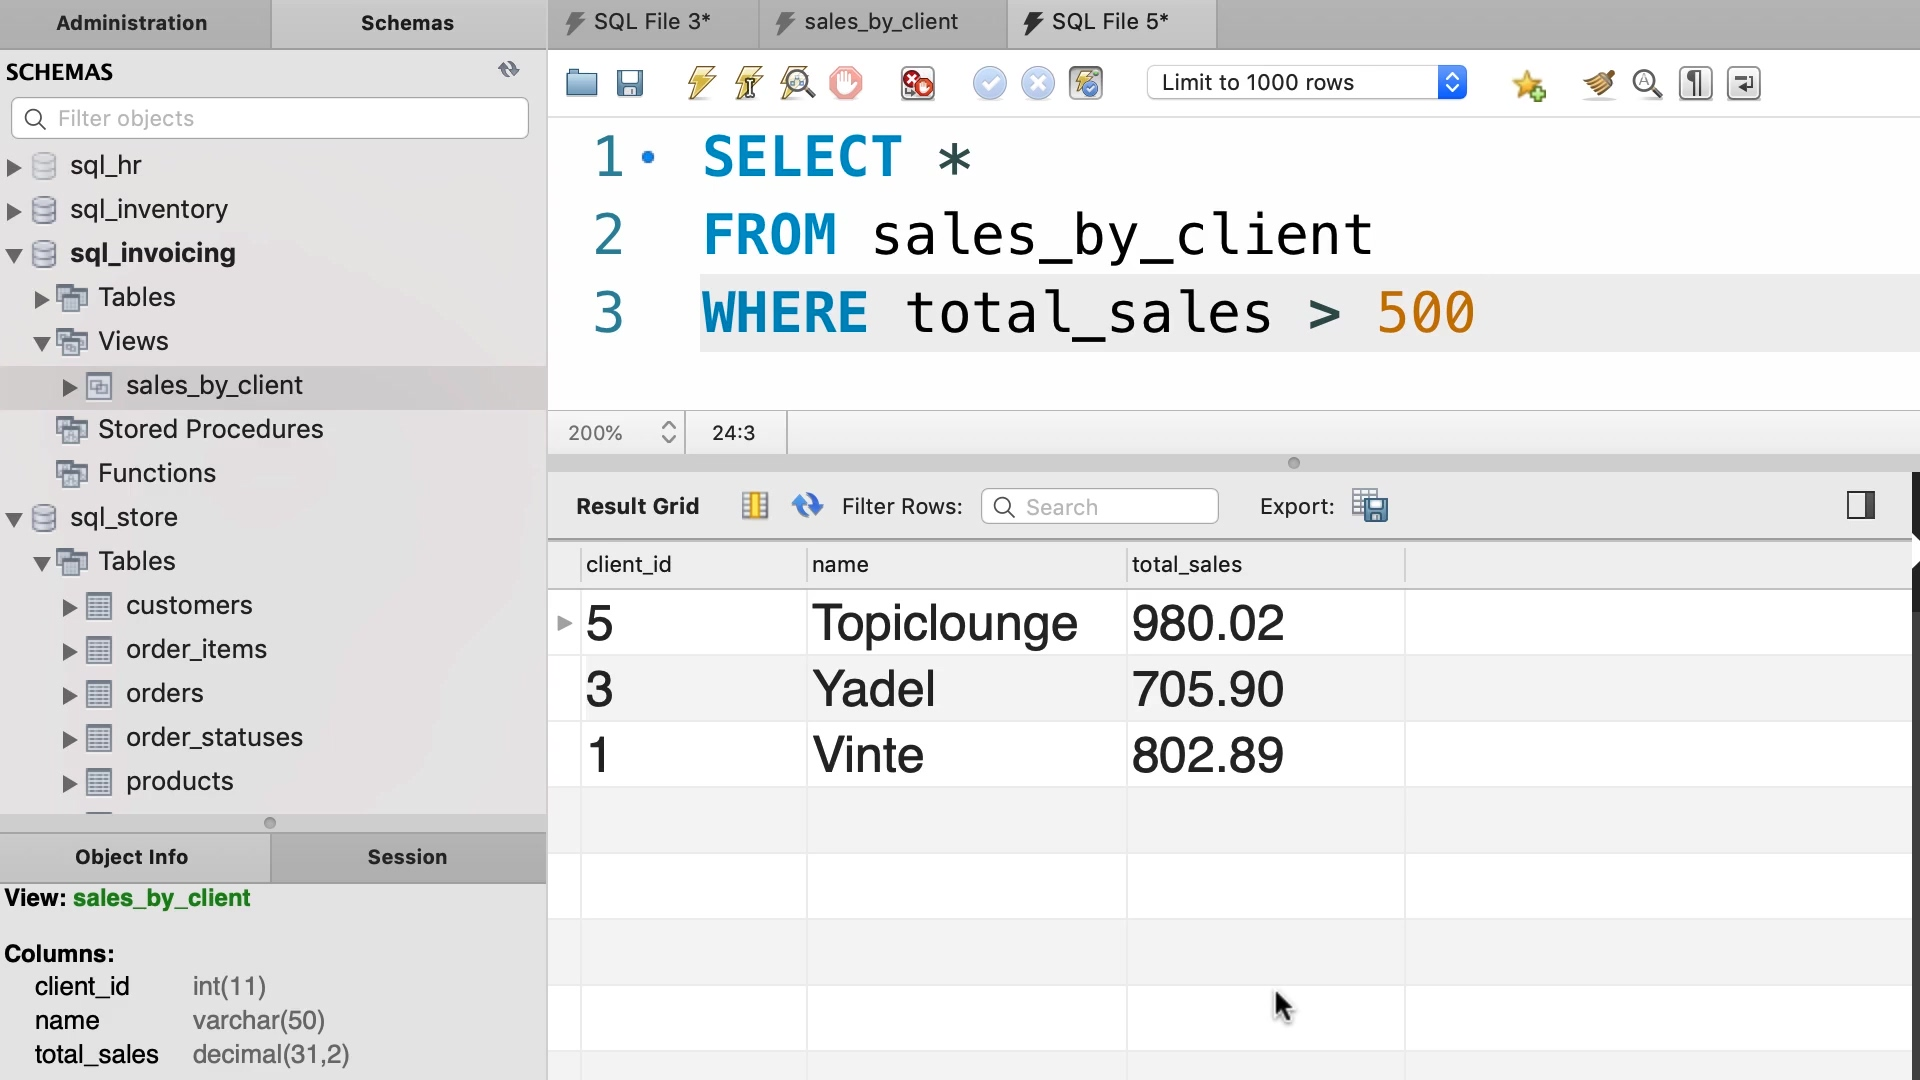 Administration
Schemas
SCHEMAS
Filter objects
sql_hr
sql_inventory
sql_invoicing
Tables
Views
sales_by_client
Stored Procedures
Functions
sql_store
Tables
customers
order_items
orders
order_statuses
products
Object Info
Session
View: sales_by_client
Columns:
client_id int(11)
name varchar(50)
total_sales decimal(31,2)
SQL File 3*
sales_by_client
SQL File 5*
Limit to 1000 rows
1 SELECT *
2 FROM sales_by_client
3 WHERE total_sales > 500
200% 24:3
Result Grid Filter Rows: Search Export:
client_id name total_sales
5 Topiclounge 980.02
3 Yadel 705.90
1 Vinte 802.89